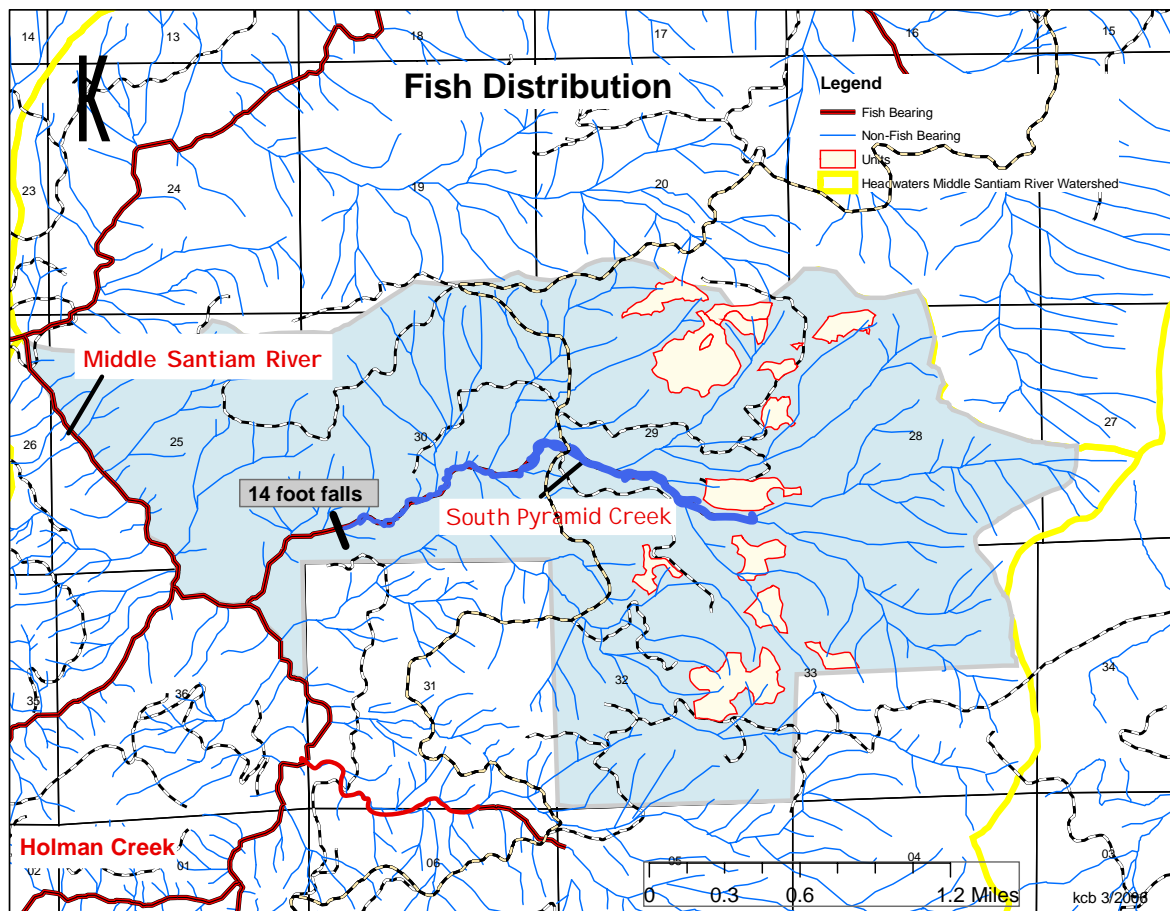 14
13
18
17
16
15
Fish Distribution
Legend
Fish Bearing
Non-Fish Bearing
Units
Headwaters Middle Santiam River Watershed
23
24
19
20
Middle Santiam River
26
25
30
29
28
27
14 foot falls
South Pyramid Creek
35
36
31
32
33
34
Holman Creek
02
01
06
05
04
03
0 0.3 0.6 1.2 Miles
kcb 3/2006